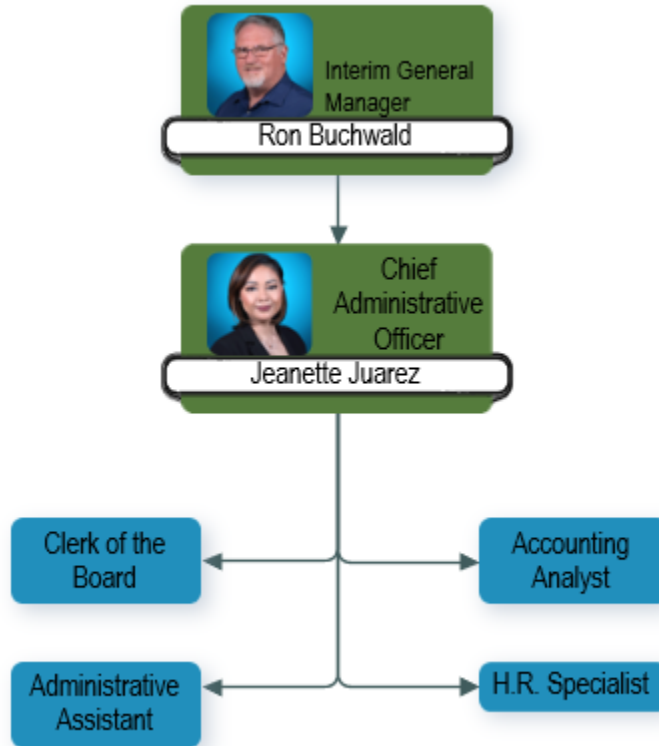 Interim General
Manager
Ron Buchwald
Chief
Administrative
Officer
Jeanette Juarez
Clerk of the
Board
Accounting
Analyst
Administrative
Assistant
H.R. Specialist